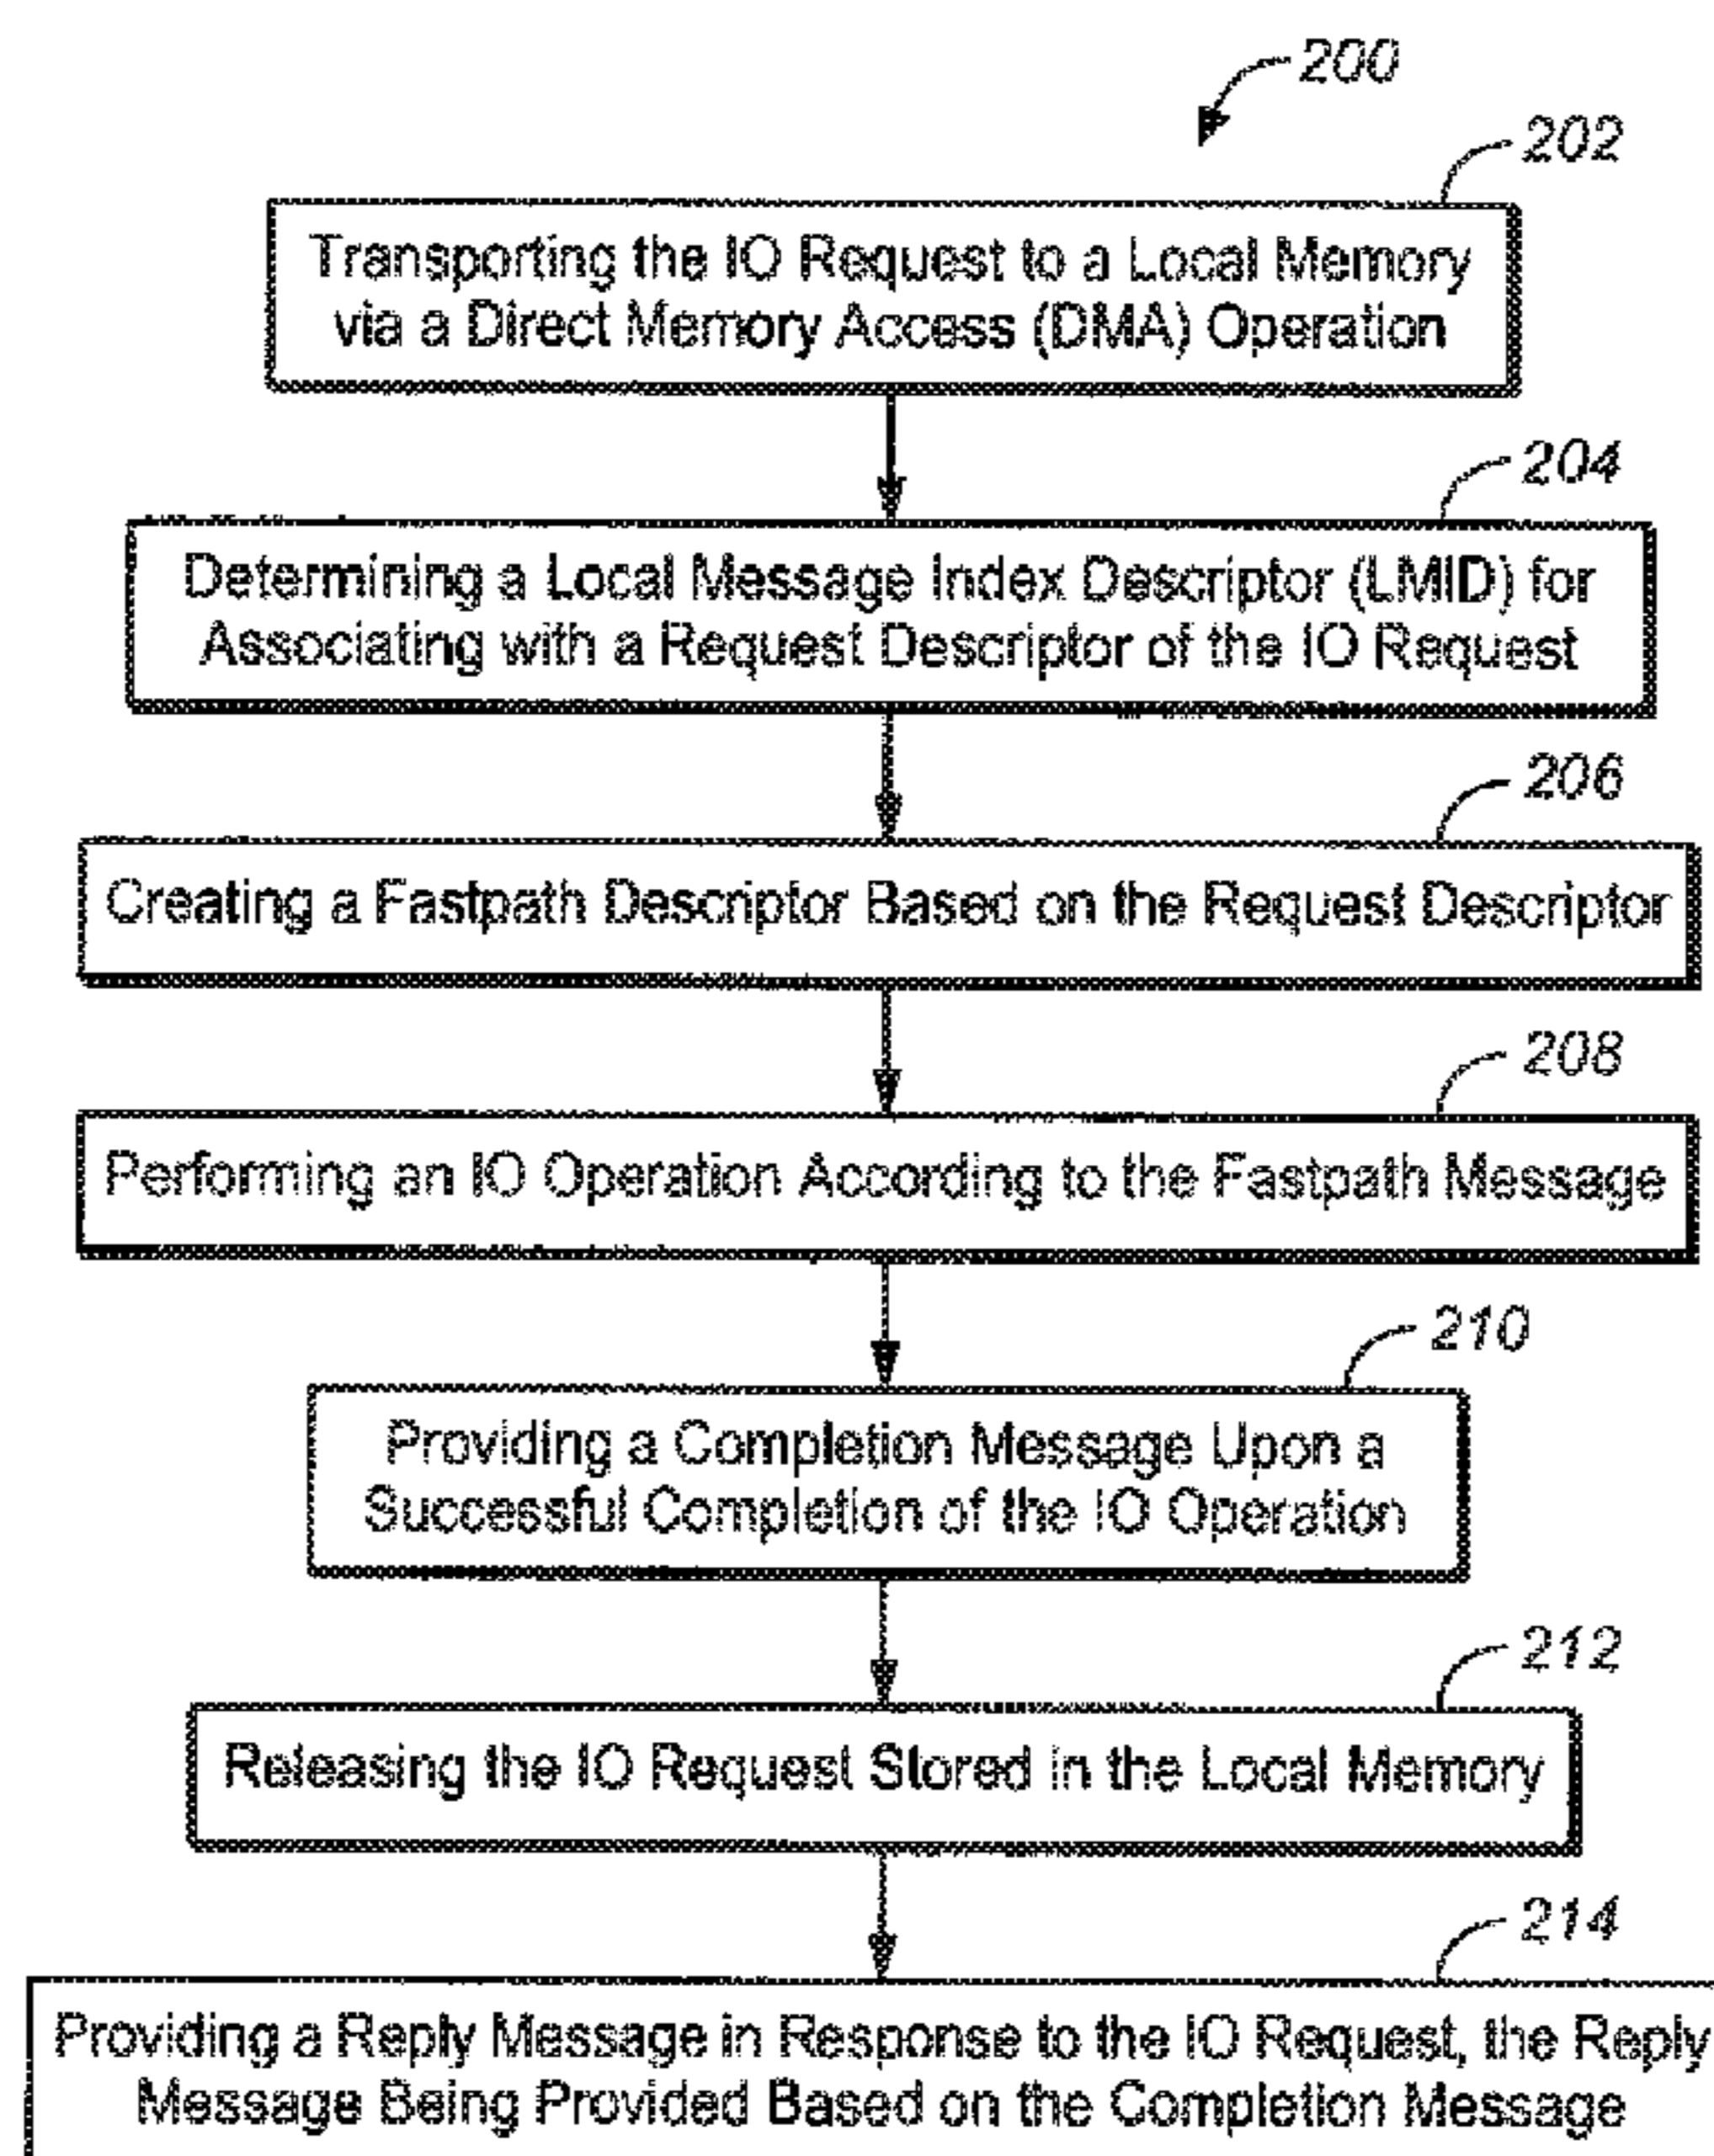 200
202
Transporting the IO Request to a Local Memory
via a Direct Memory Access (DMA) Operation
204
Determining a Local Message Index Descriptor (LMID) for
Associating with a Request Descriptor of the IO Request
206
Creating a Fastpath Descriptor Based on the Request Descriptor
208
Performing an IO Operation According to the Fastpath Message
210
Providing a Completion Message Upon a
Successful Completion of the IO Operation
212
Releasing the IO Request Stored in the Local Memory
214
Providing a Reply Message in Response to the IO Request, the Reply
Message Being Provided Based on the Completion Message